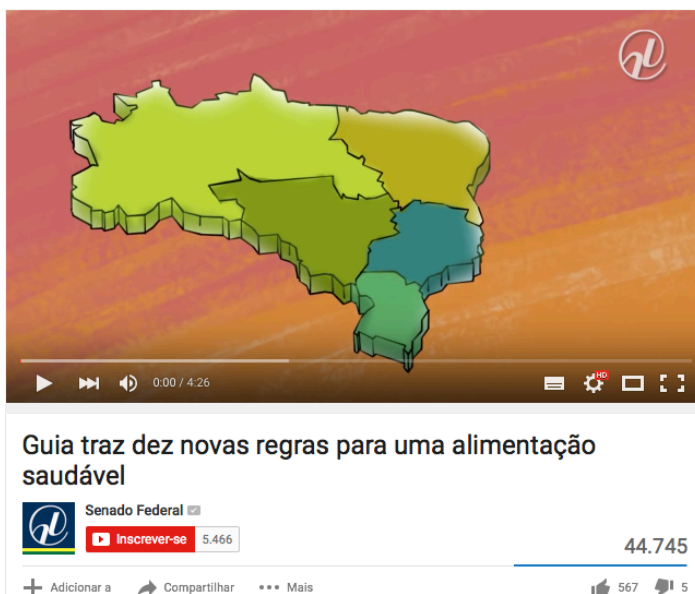 0:00 / 4:26
HD
Guia traz dez novas regras para uma alimentação
saudável
Senado Federal
Inscrever-se 5.466
44.745
Adicionar a Compartilhar Mais 567 5